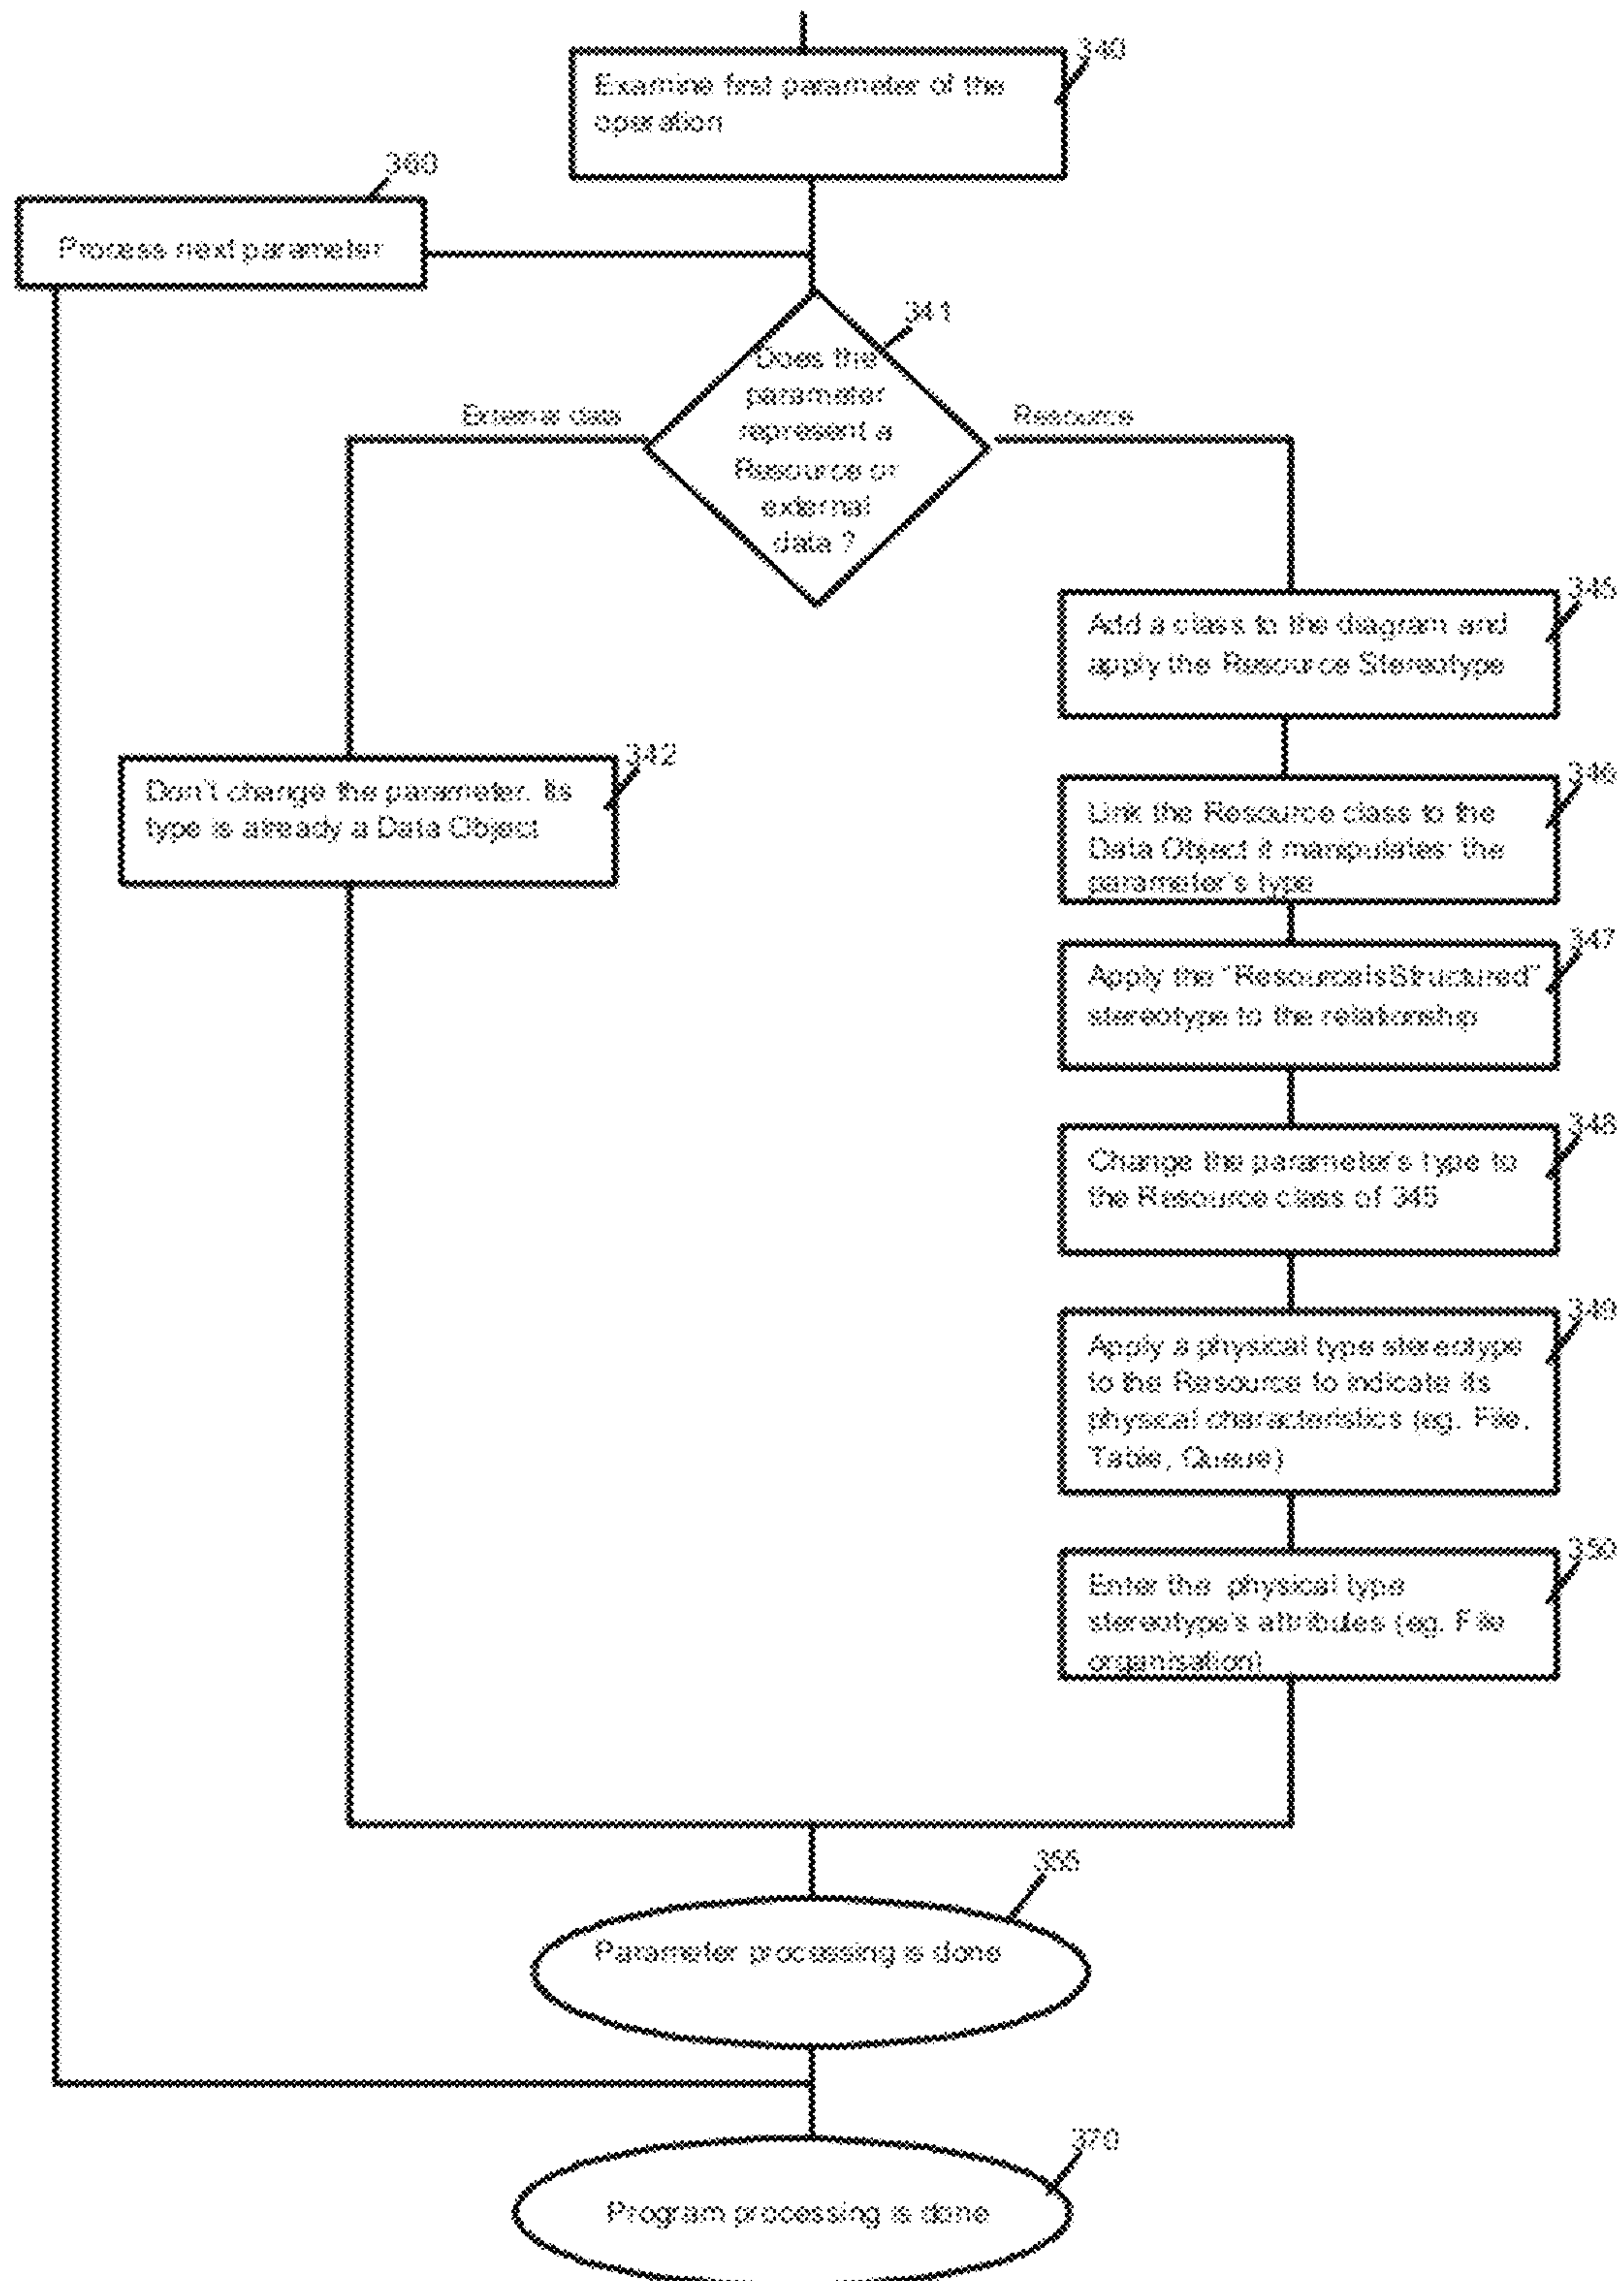 340
Examine first parameter of the
operation
360
Process next parameter
341
Does the
parameter
represent a
Resource or
external
data ?
External data
Resource
345
Add a class to the diagram and
apply the Resource Stereotype
342
Don't change the parameter. Its
type is already a Data Object
346
Link the Resource class to the
Data Object it manipulates: the
parameter's type
347
Apply the "ResourceIsStructured"
stereotype to the relationship
348
Change the parameter's type to
the Resource class of 345
349
Apply a physical type stereotype
to the Resource to indicate its
physical characteristics (eg. File,
Table, Queue)
350
Enter the physical type
stereotype's attributes (eg. File
organisation)
355
Parameter processing is done
370
Program processing is done